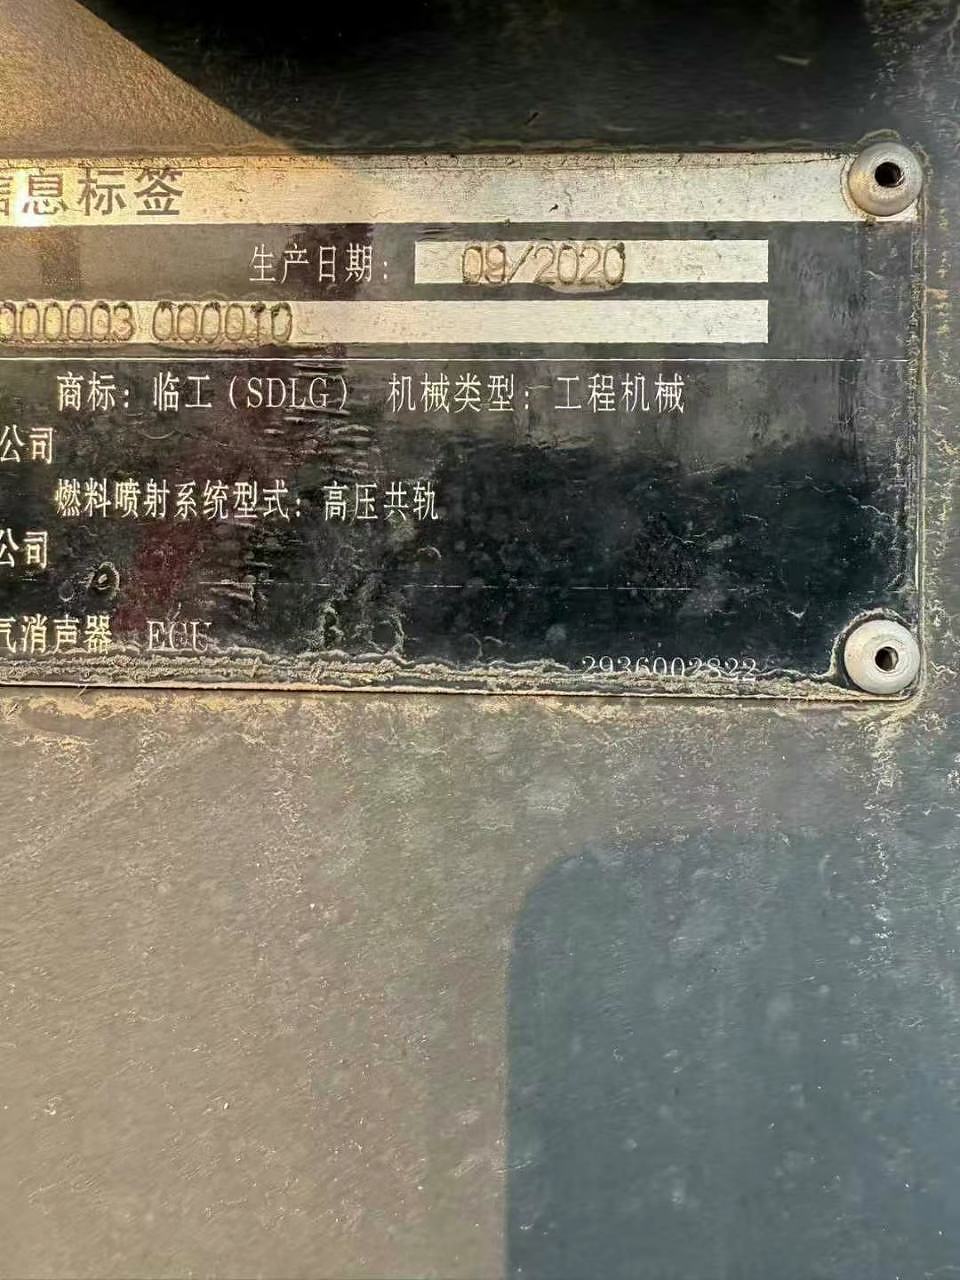 息标签
生产日期: 09/2020
000003 000010
商标: 临工(SDLG) 机械类型: 工程机械
公司
燃料喷射系统型式: 高压共轨
公司
气消声器 ECU
2936002822